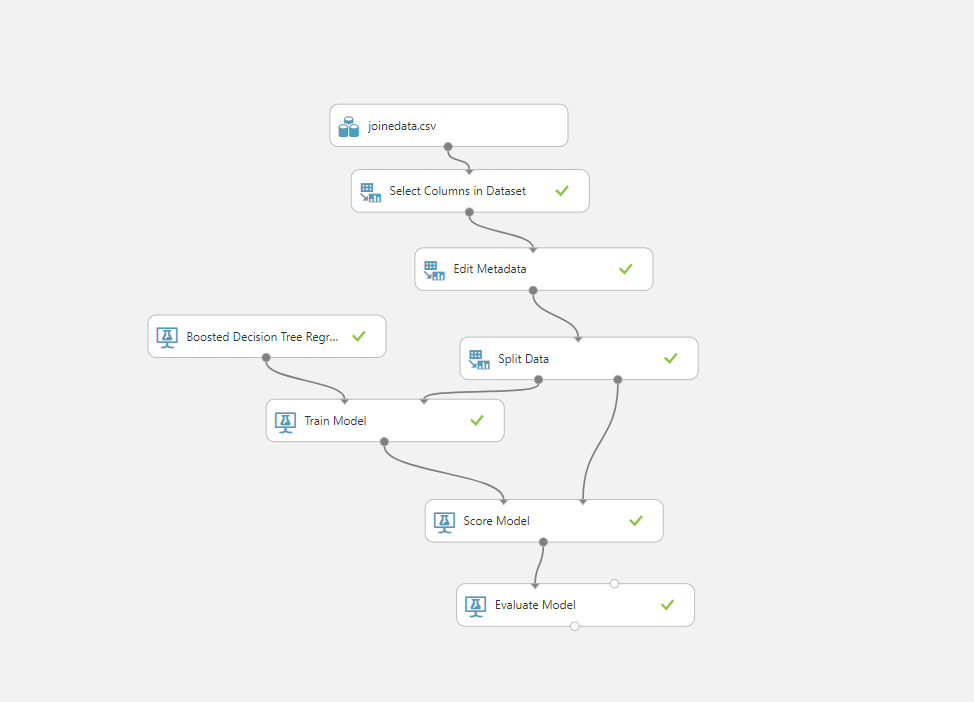 joinedata.csv
Select Columns in Dataset
Edit Metadata
Boosted Decision Tree Regr...
Split Data
Train Model
Score Model
Evaluate Model